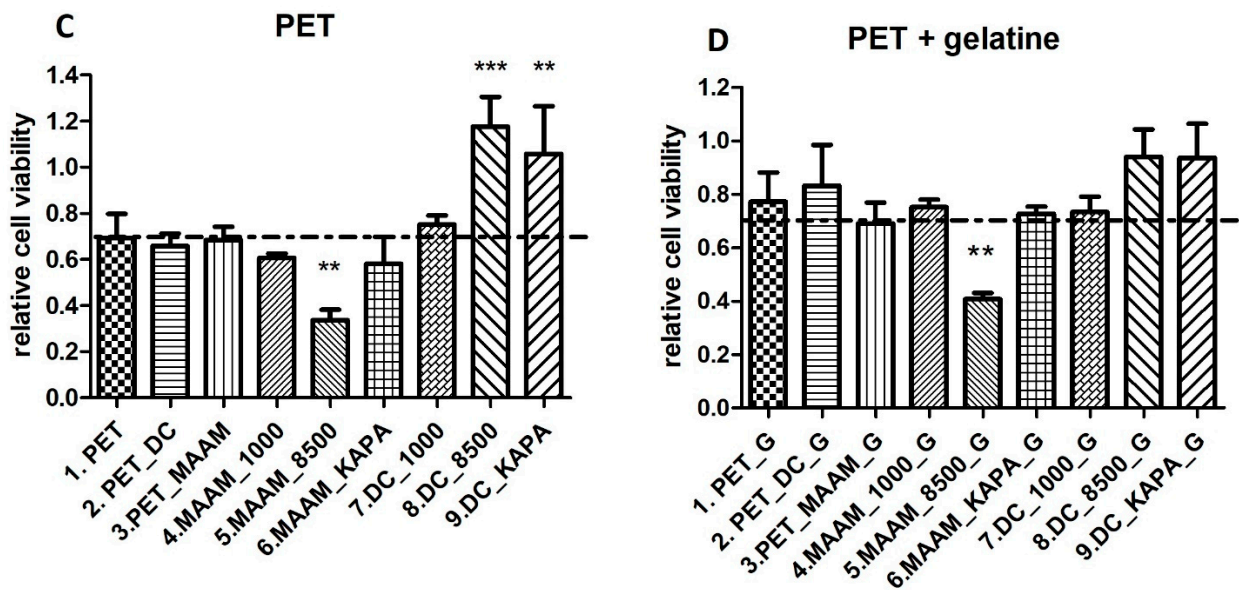 C
PET
relative cell viability
1.4
1.2
1.0
0.8
0.6
0.4
0.2
0.0
**
***
**
1. PET
2. PET_DC
3.PET_MAAM
4.MAAM_1000
5.MAAM_8500
6.MAAM_KAPA
7.DC_1000
8.DC_8500
9.DC_KAPA
D
PET + gelatine
relative cell viability
1.2
1.0
0.8
0.6
0.4
0.2
0.0
**
1. PET_G
2. PET_DC_G
3.PET_MAAM_G
4.MAAM_1000_G
5.MAAM_8500_G
6.MAAM_KAPA_G
7.DC_1000_G
8.DC_8500_G
9.DC_KAPA_G